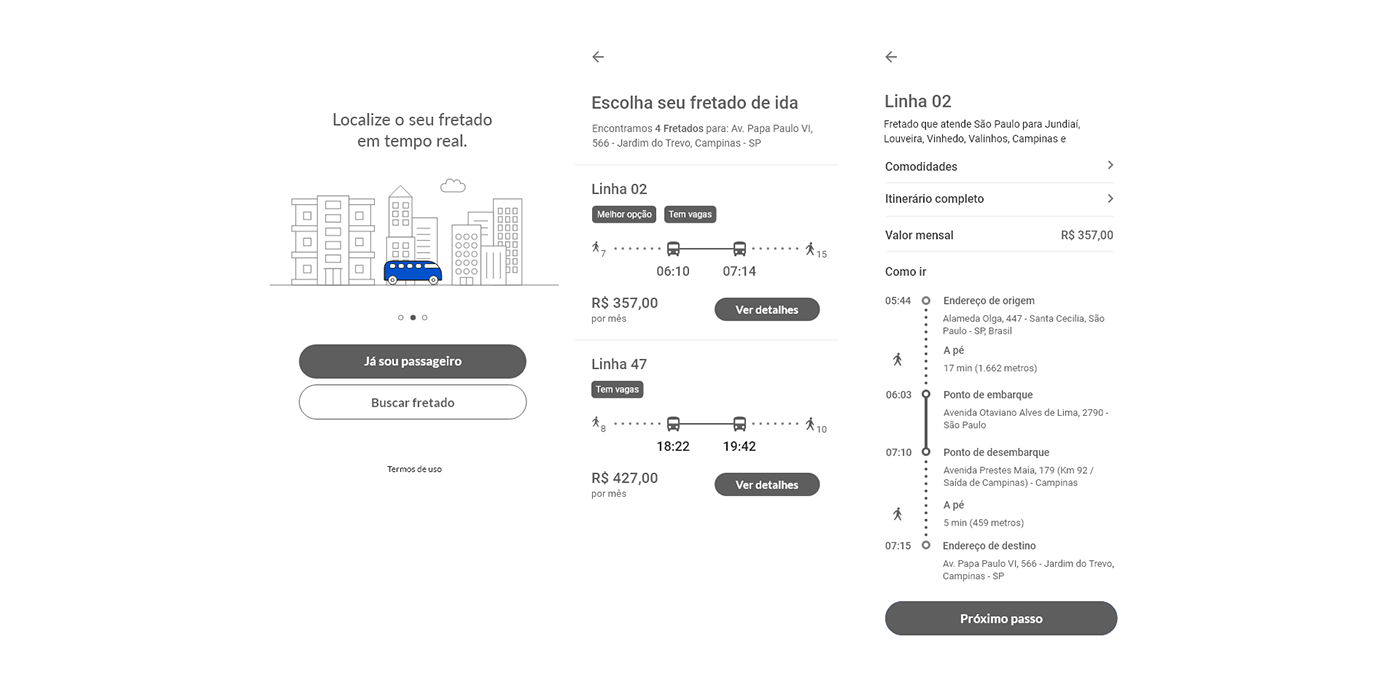 Localize o seu fretado
em tempo real.
Já sou passageiro
Buscar fretado
Termos de uso
Escolha seu fretado de ida
Encontramos 4 Fretados para: Av. Papa Paulo VI,
566 - Jardim do Trevo, Campinas - SP
Linha 02
Melhor opção Tem vagas
7 15
06:10 07:14
R$ 357,00
por mês
Ver detalhes
Linha 47
Tem vagas
8 10
18:22 19:42
R$ 427,00
por mês
Ver detalhes
Linha 02
Fretado que atende São Paulo para Jundiaí,
Louveira, Vinhedo, Valinhos, Campinas e
Comodidades
Itinerário completo
Valor mensal R$ 357,00
Como ir
05:44 Endereço de origem
Alameda Olga, 447 - Santa Cecilia, São
Paulo - SP, Brasil
A pé
17 min (1.662 metros)
06:03 Ponto de embarque
Avenida Otaviano Alves de Lima, 2790 -
São Paulo
07:10 Ponto de desembarque
Avenida Prestes Maia, 179 (Km 92 /
Saída de Campinas) - Campinas
A pé
5 min (459 metros)
07:15 Endereço de destino
Av. Papa Paulo VI, 566 - Jardim do Trevo,
Campinas - SP
Próximo passo